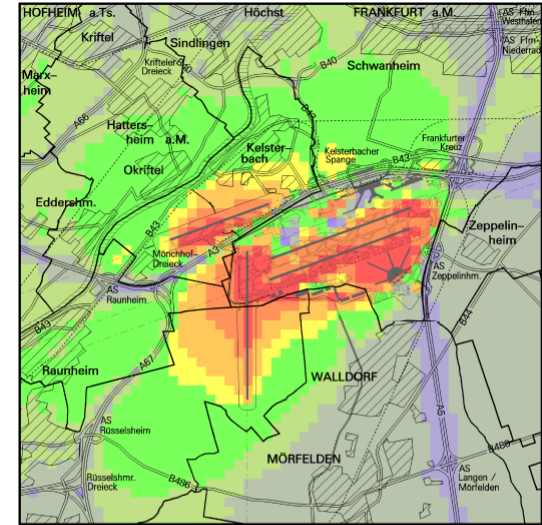 HOFHEIM a.Ts.
Höchst
FRANKFURT a.M.
AS Ffm-
Westhafen
Kriftel
Sindlingen
AS Ffm-
Niederrad
Krifteler
Dreieck
B40
Schwanheim
Marx-
heim
A66
B40
Hatters-
heim a.M.
Kelster-
bach
Kelsterbacher
Spange
Frankfurter
Kreuz
B43
Okriftel
Eddershm.
B43
A3
Zeppelin-
heim
Mönchhof-
Dreieck
AS
Zeppelinhm.
AS
Raunheim
B43
B44
A67
Raunheim
WALLDORF
A5
AS
Rüsselsheim
MÖRFELDEN
B486
AS
Langen /
Mörfelden
Rüsselshmr.
Dreieck
B486